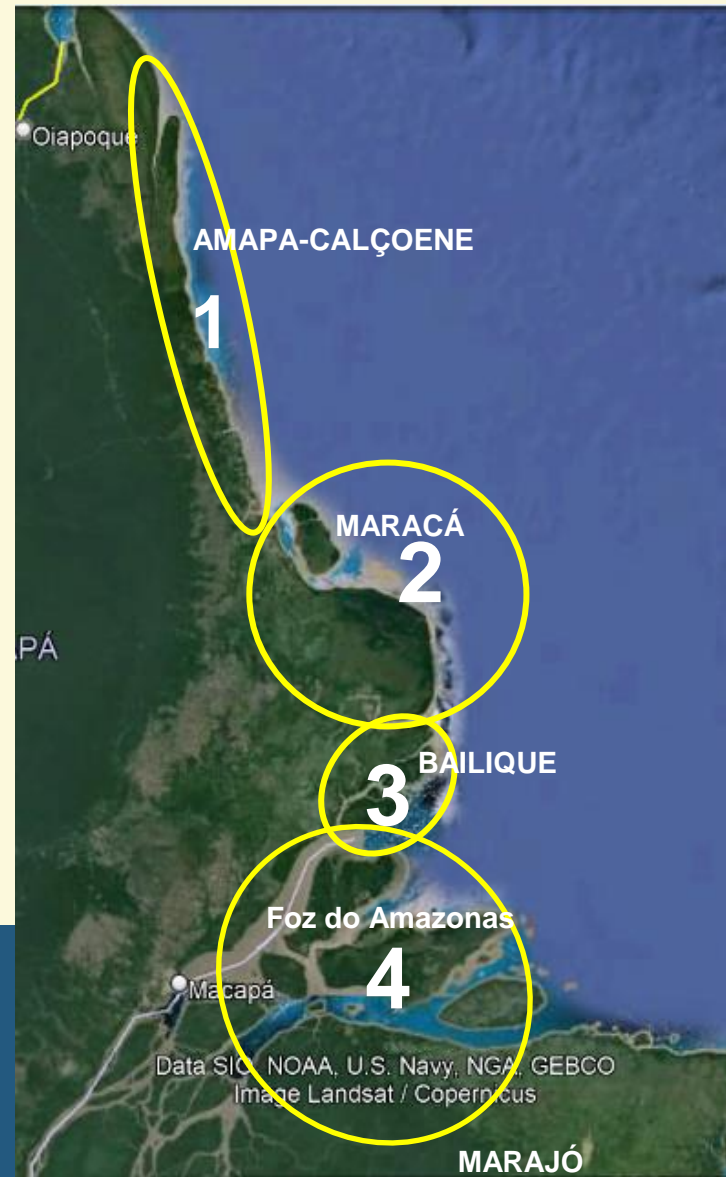 Oiapoque
AMAPA-CALÇOENE
1
MARACÁ
2
APÁ
BAILIQUE
3
Foz do Amazonas
4
Macapá
Data SIO, NOAA, U.S. Navy, NGA, GEBCO
Image Landsat / Copernicus
MARAJÓ